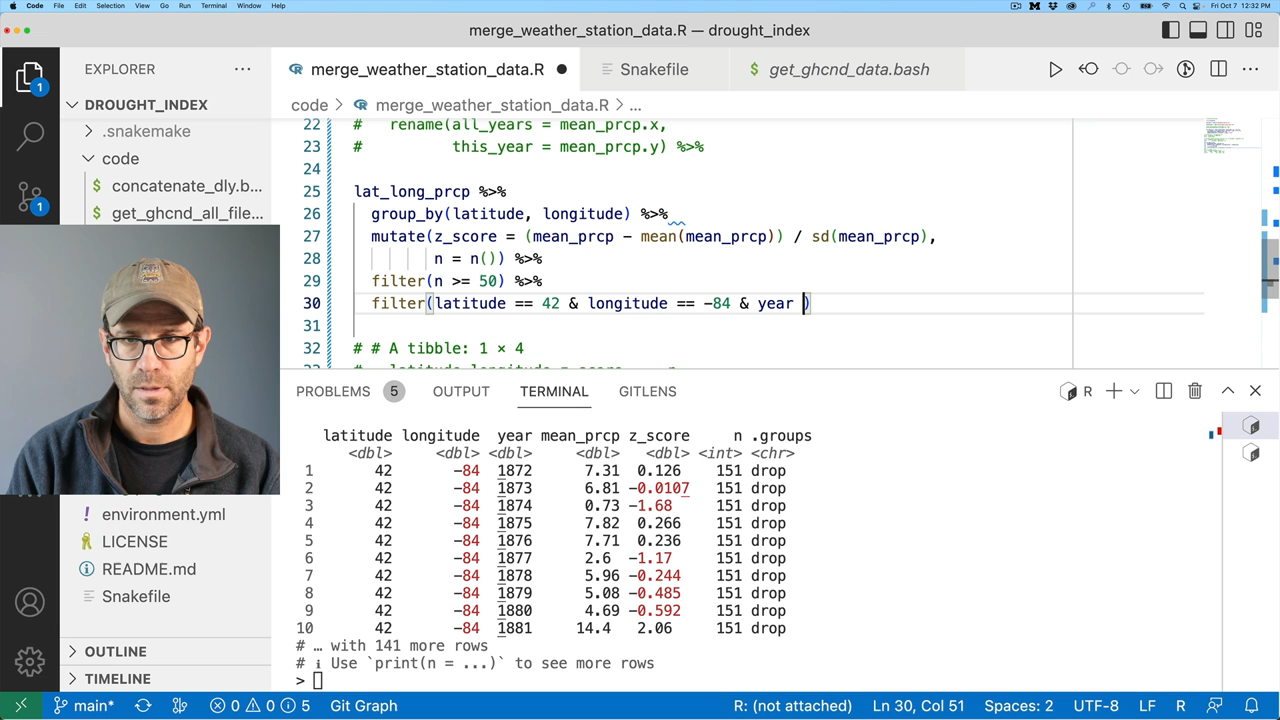 Code File Edit Selection View Go Run Terminal Window Help
Fri Oct 7 12:32 PM
merge_weather_station_data.R — drought_index
EXPLORER
merge_weather_station_data.R
Snakefile
$ get_ghcnd_data.bash
DROUGHT_INDEX
code > merge_weather_station_data.R > ...
.snakemake
code
$ concatenate_dly.b...
$ get_ghcnd_all_file...
! environment.yml
LICENSE
README.md
Snakefile
OUTLINE
TIMELINE
1
1
22 # rename(all_years = mean_prcp.x,
23 # this_year = mean_prcp.y) %>%
24
25 lat_long_prcp %>%
26 group_by(latitude, longitude) %>%
27 mutate(z_score = (mean_prcp - mean(mean_prcp)) / sd(mean_prcp),
28 n = n()) %>%
29 filter(n >= 50) %>%
30 filter(latitude == 42 & longitude == -84 & year )
31
32 # # A tibble: 1 × 4
PROBLEMS 5 OUTPUT TERMINAL GITLENS
R
latitude longitude year mean_prcp z_score n .groups
<dbl> <dbl> <dbl> <dbl> <dbl> <int> <chr>
1 42 -84 1872 7.31 0.126 151 drop
2 42 -84 1873 6.81 -0.0107 151 drop
3 42 -84 1874 0.73 -1.68 151 drop
4 42 -84 1875 7.82 0.266 151 drop
5 42 -84 1876 7.71 0.236 151 drop
6 42 -84 1877 2.6 -1.17 151 drop
7 42 -84 1878 5.96 -0.244 151 drop
8 42 -84 1879 5.08 -0.485 151 drop
9 42 -84 1880 4.69 -0.592 151 drop
10 42 -84 1881 14.4 2.06 151 drop
# … with 141 more rows
# ℹ Use `print(n = ...)` to see more rows
>
main* 0 0 5 Git Graph
R: (not attached) Ln 30, Col 51 Spaces: 2 UTF-8 LF R